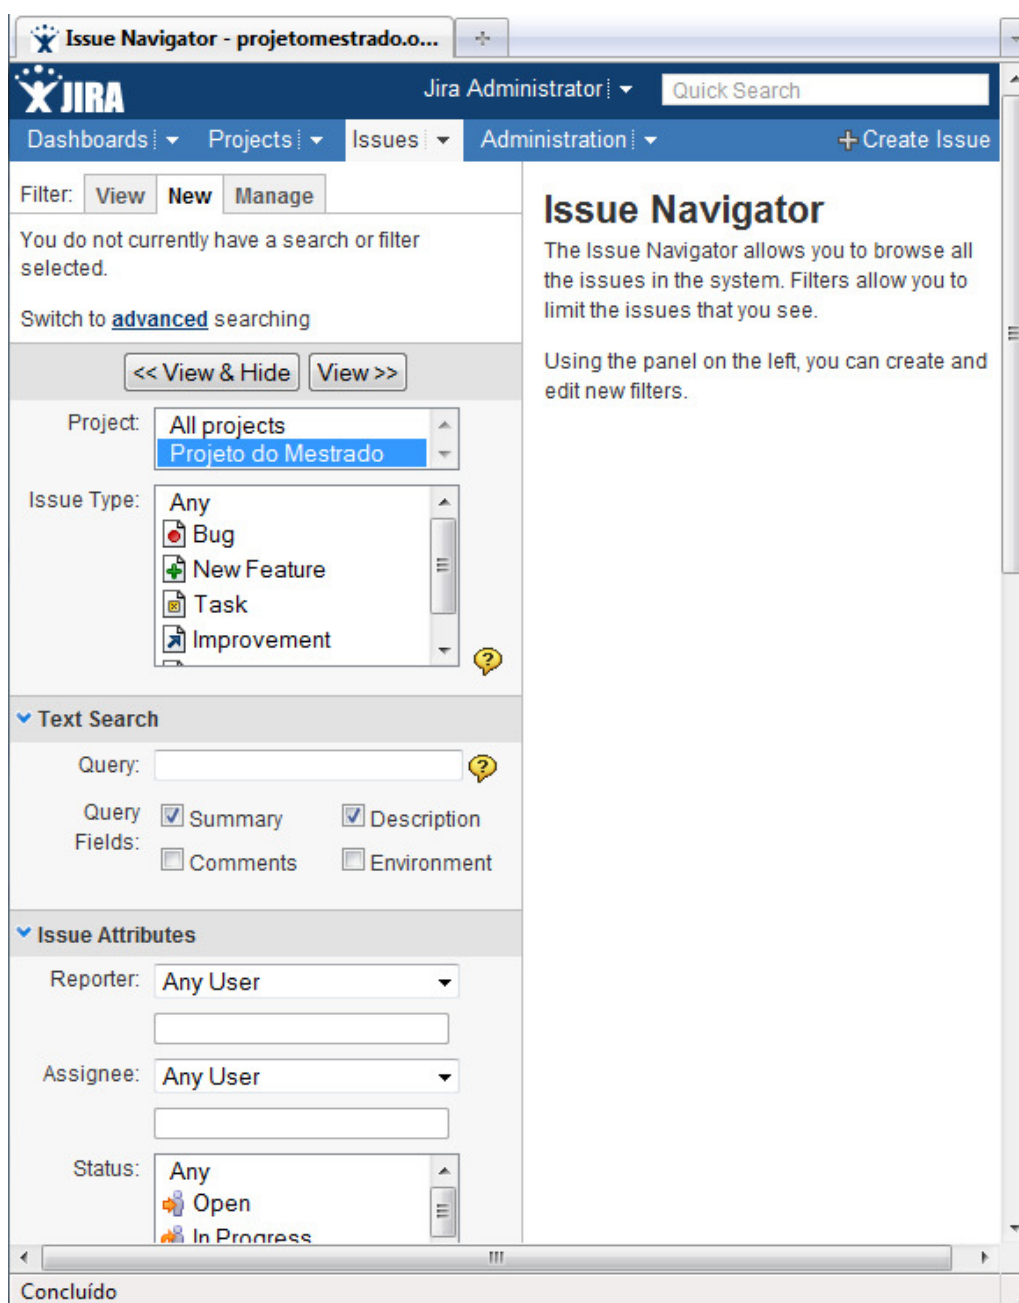 Issue Navigator - projetomestrado.o...
JIRA
Jira Administrator
Quick Search
Dashboards Projects Issues Administration Create Issue
Filter: View New Manage
You do not currently have a search or filter
selected.
Switch to advanced searching
<< View & Hide View >>
Project:
All projects
Projeto do Mestrado
Issue Type:
Any
Bug
New Feature
Task
Improvement
Text Search
Query:
Query
Fields:
Summary Description
Comments Environment
Issue Attributes
Reporter: Any User
Assignee: Any User
Status:
Any
Open
In Progress
Issue Navigator
The Issue Navigator allows you to browse all
the issues in the system. Filters allow you to
limit the issues that you see.
Using the panel on the left, you can create and
edit new filters.
Concluído